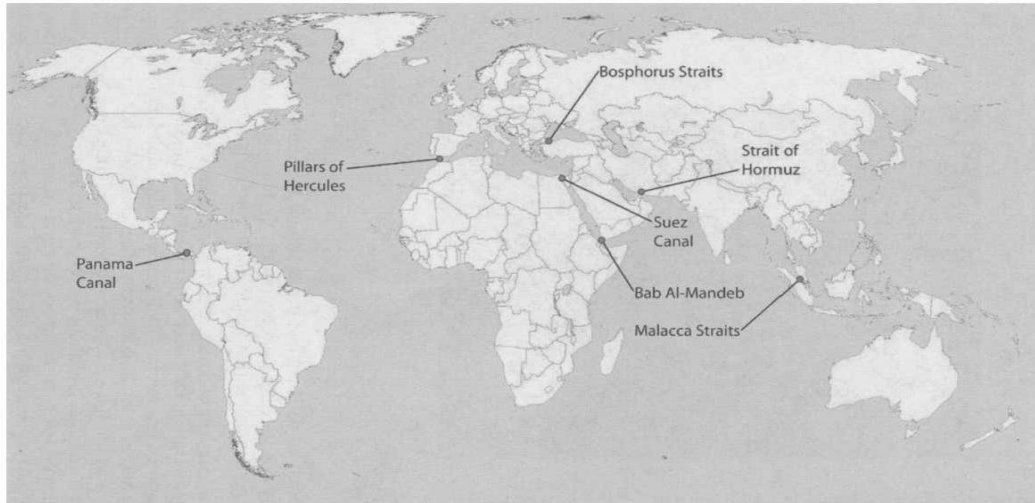 Bosphorus Straits
Strait of
Hormuz
Pillars of
Hercules
Suez
Canal
Panama
Canal
Bab Al-Mandeb
Malacca Straits